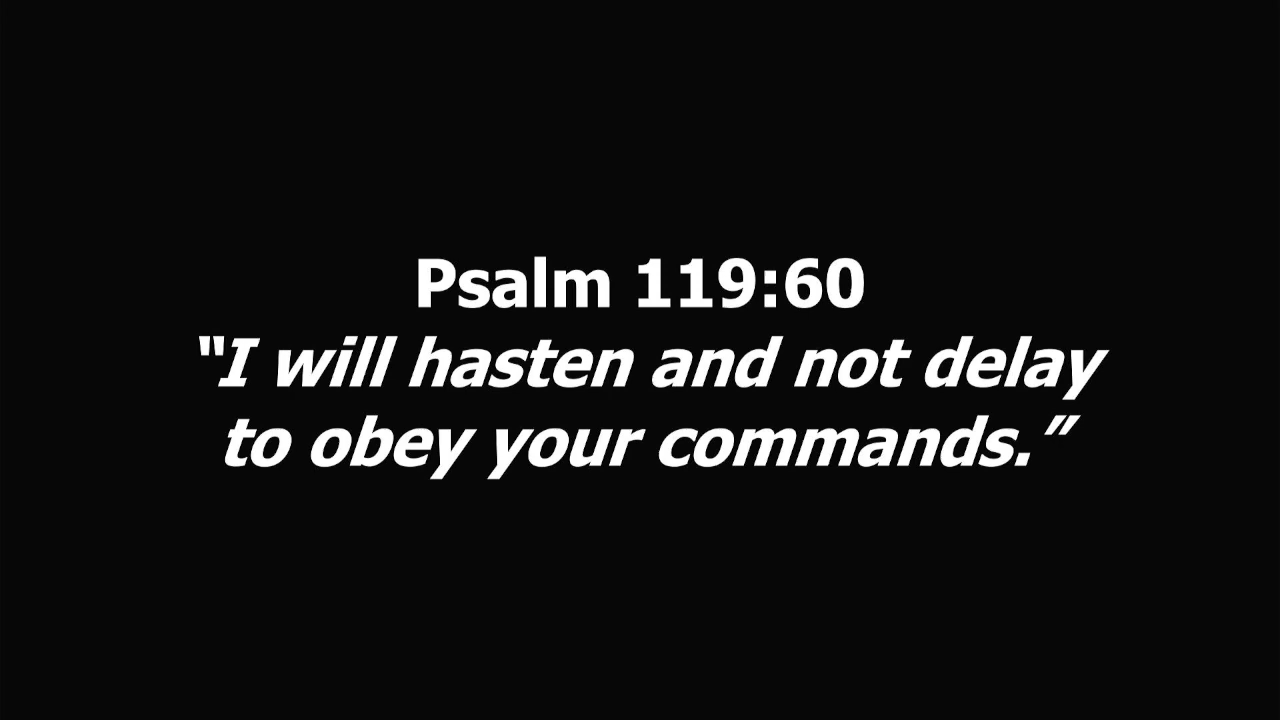 Psalm 119:60
“I will hasten and not delay
to obey your commands.”